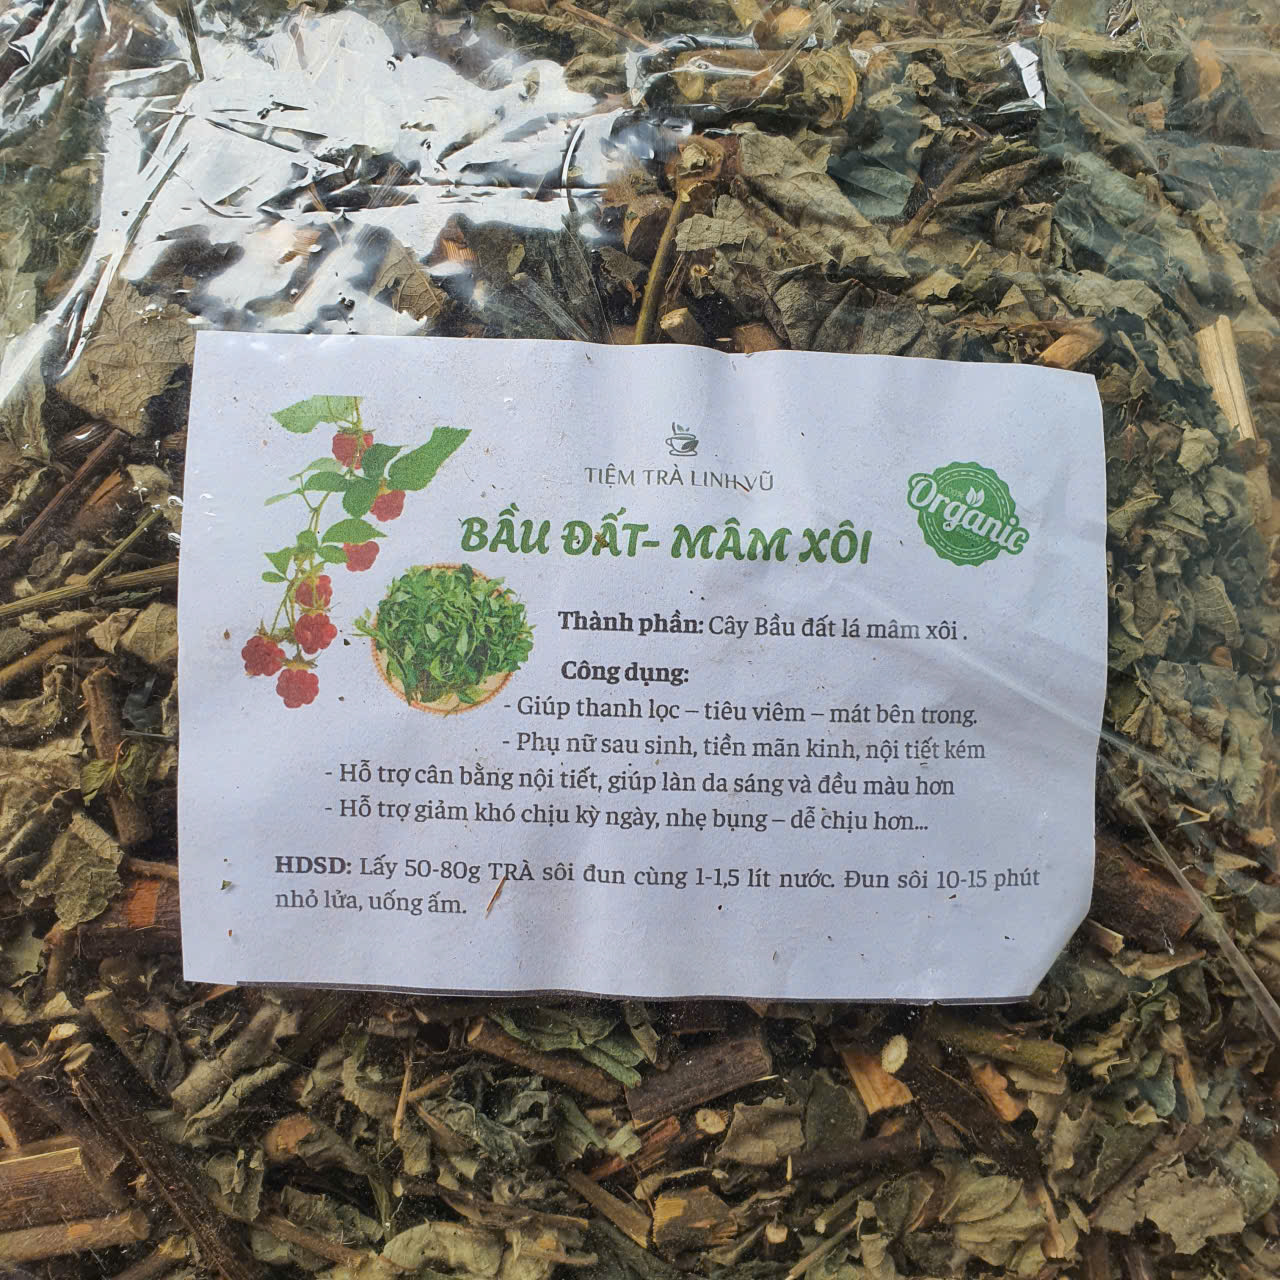 TIỆM TRÀ LINH VŨ
BẦU ĐẤT- MÂM XÔI
100%
Organic
Thành phần: Cây Bầu đất lá mâm xôi .
Công dụng:
- Giúp thanh lọc – tiêu viêm – mát bên trong.
- Phụ nữ sau sinh, tiền mãn kinh, nội tiết kém
- Hỗ trợ cân bằng nội tiết, giúp làn da sáng và đều màu hơn
- Hỗ trợ giảm khó chịu kỳ ngày, nhẹ bụng – dễ chịu hơn...
HDSD: Lấy 50-80g TRÀ sôi đun cùng 1-1,5 lít nước. Đun sôi 10-15 phút
nhỏ lửa, uống ấm.